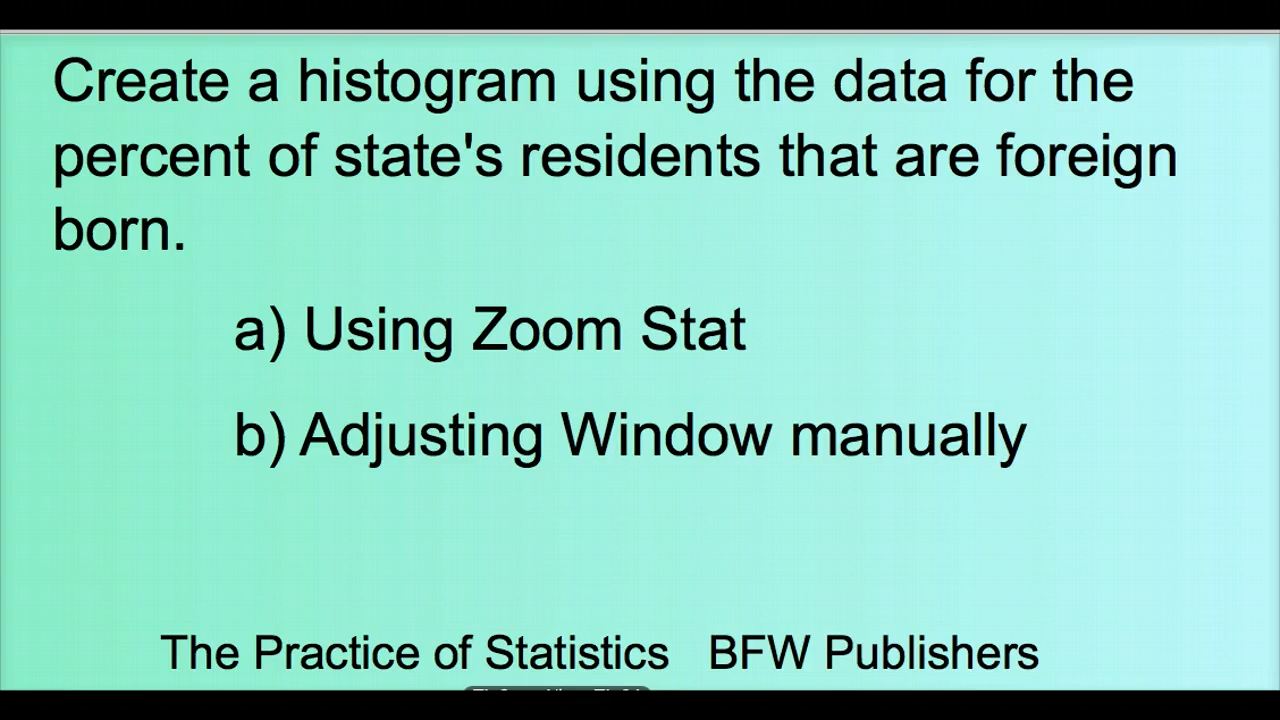 Create a histogram using the data for the
percent of state's residents that are foreign
born.
a) Using Zoom Stat
b) Adjusting Window manually
The Practice of Statistics BFW Publishers